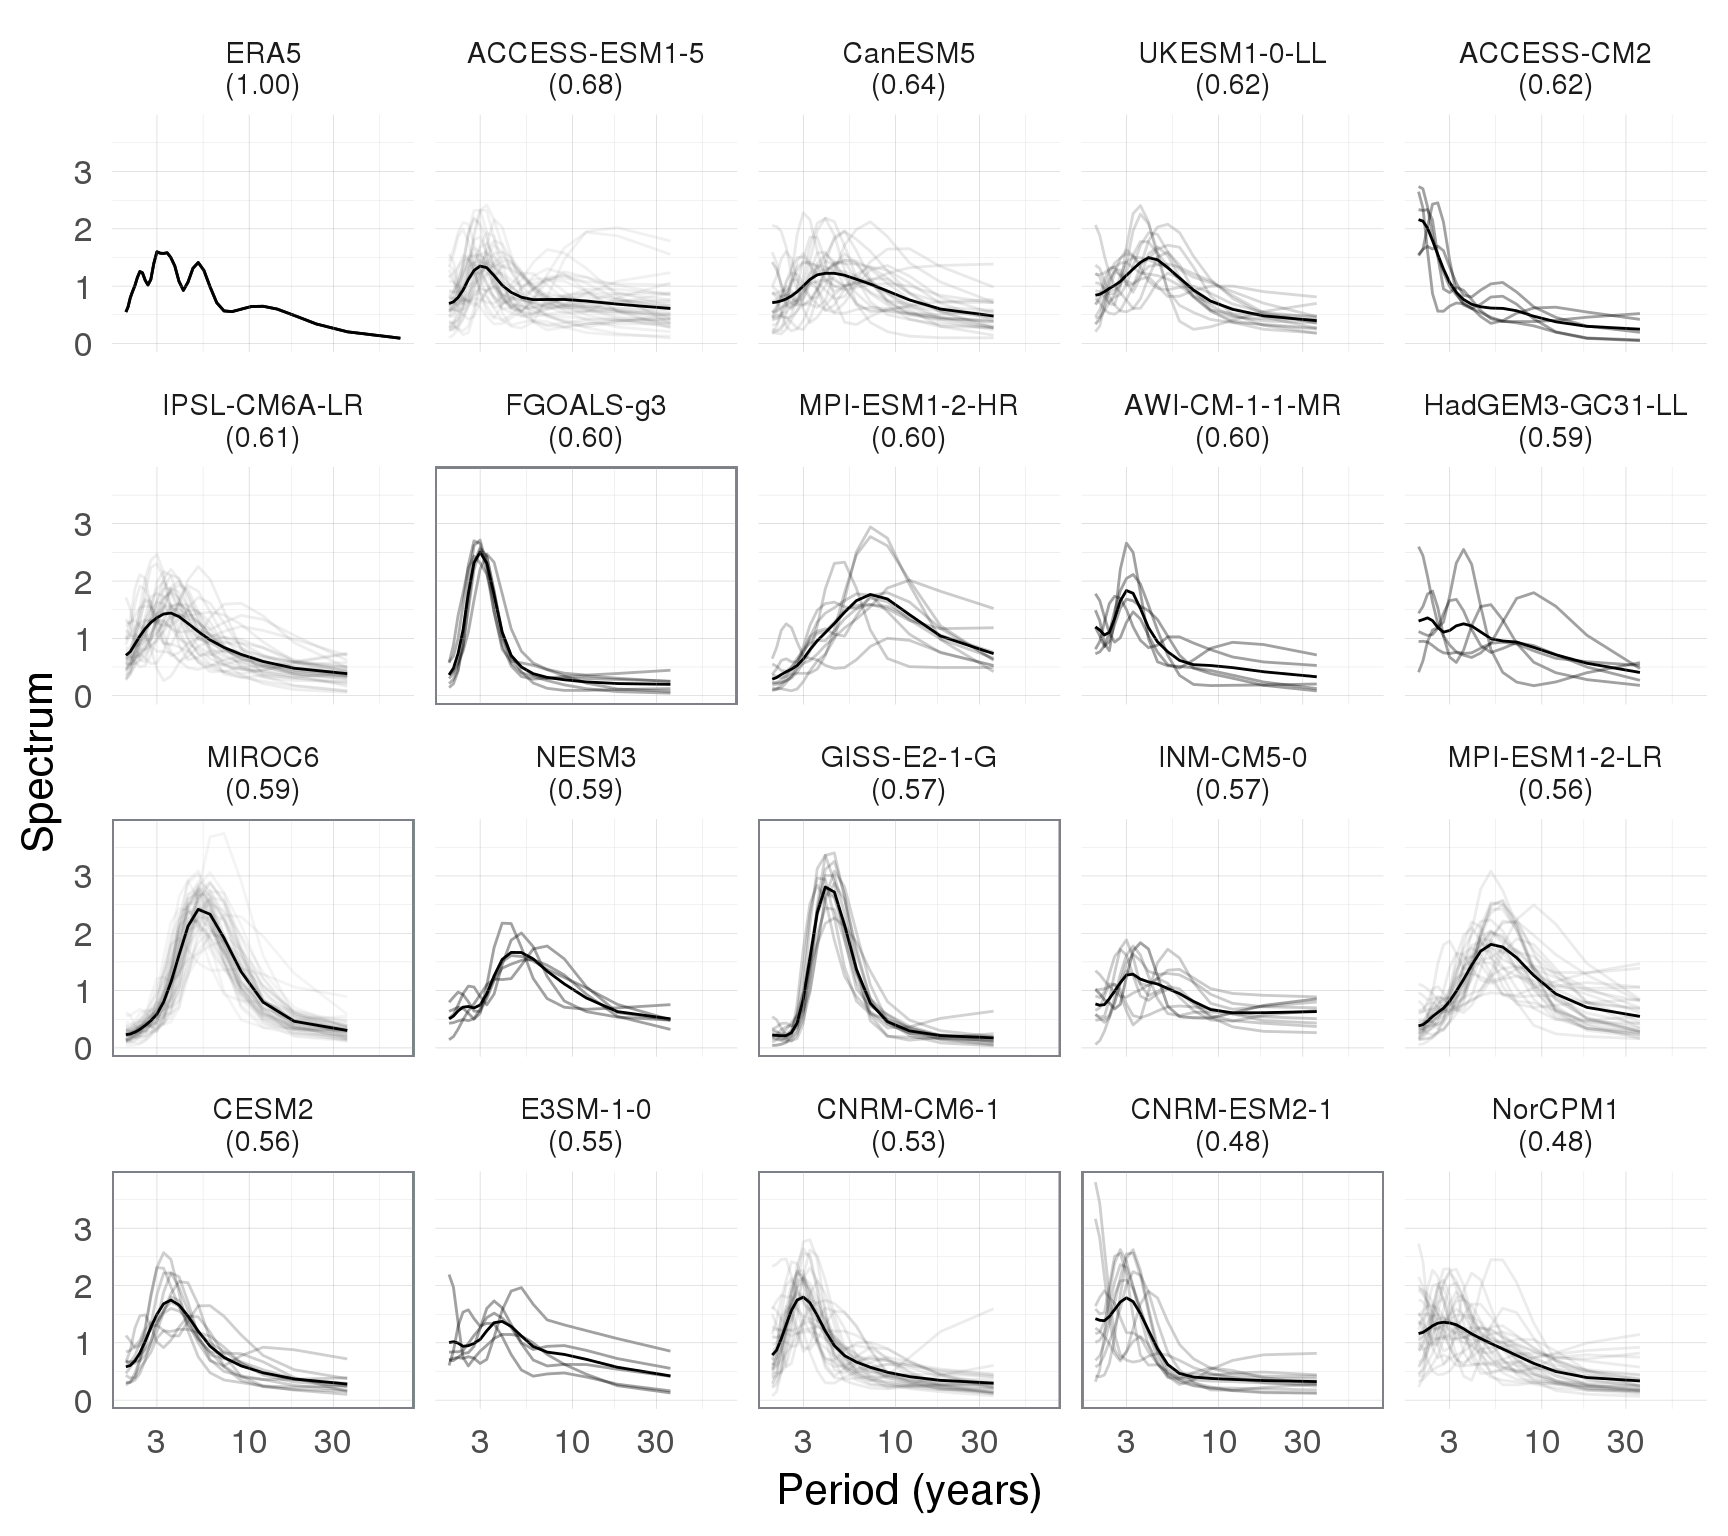 ERA5
(1.00)
ACCESS-ESM1-5
(0.68)
CanESM5
(0.64)
UKESM1-0-LL
(0.62)
ACCESS-CM2
(0.62)
3
2
1
0
IPSL-CM6A-LR
(0.61)
FGOALS-g3
(0.60)
MPI-ESM1-2-HR
(0.60)
AWI-CM-1-1-MR
(0.60)
HadGEM3-GC31-LL
(0.59)
3
2
1
0
Spectrum
MIROC6
(0.59)
NESM3
(0.59)
GISS-E2-1-G
(0.57)
INM-CM5-0
(0.57)
MPI-ESM1-2-LR
(0.56)
3
2
1
0
CESM2
(0.56)
E3SM-1-0
(0.55)
CNRM-CM6-1
(0.53)
CNRM-ESM2-1
(0.48)
NorCPM1
(0.48)
3
2
1
0
3 10 30
3 10 30
3 10 30
3 10 30
3 10 30
Period (years)